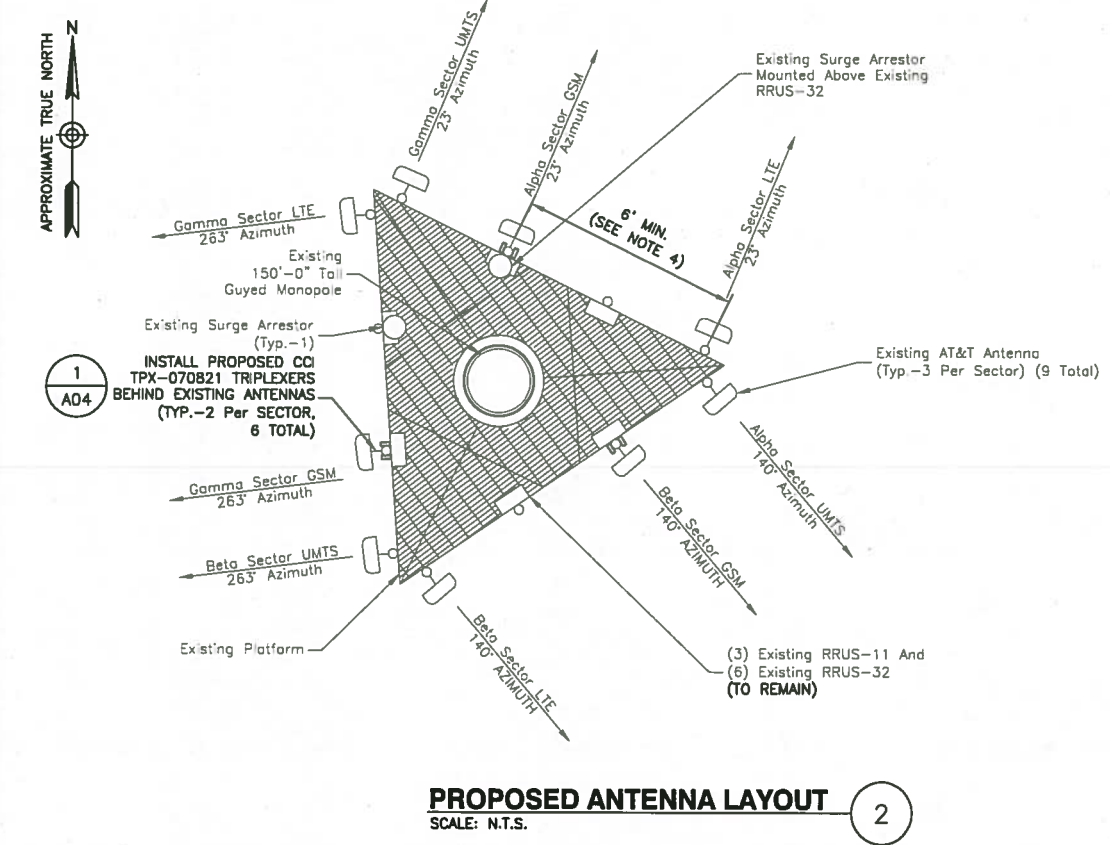 N
APPROXIMATE TRUE NORTH
Gamma Sector UMTS
23° Azimuth
Alpha Sector GSM
23° Azimuth
Existing Surge Arrestor
Mounted Above Existing
RRUS-32
Alpha Sector LTE
23° Azimuth
6' MIN.
(SEE NOTE 4)
Gamma Sector LTE
263° Azimuth
Existing
150'-0" Tall
Guyed Monopole
Existing Surge Arrestor
(Typ.-1)
1
A04
INSTALL PROPOSED CCI
TPX-070821 TRIPLEXERS
BEHIND EXISTING ANTENNAS
(TYP.-2 Per SECTOR,
6 TOTAL)
Existing AT&T Antenna
(Typ.-3 Per Sector) (9 Total)
Alpha Sector UMTS
140° Azimuth
Gamma Sector GSM
263° Azimuth
Beta Sector GSM
140° AZIMUTH
Beta Sector UMTS
263° Azimuth
Beta Sector LTE
140° AZIMUTH
Existing Platform
(3) Existing RRUS-11 And
(6) Existing RRUS-32
(TO REMAIN)
PROPOSED ANTENNA LAYOUT
SCALE: N.T.S.
2